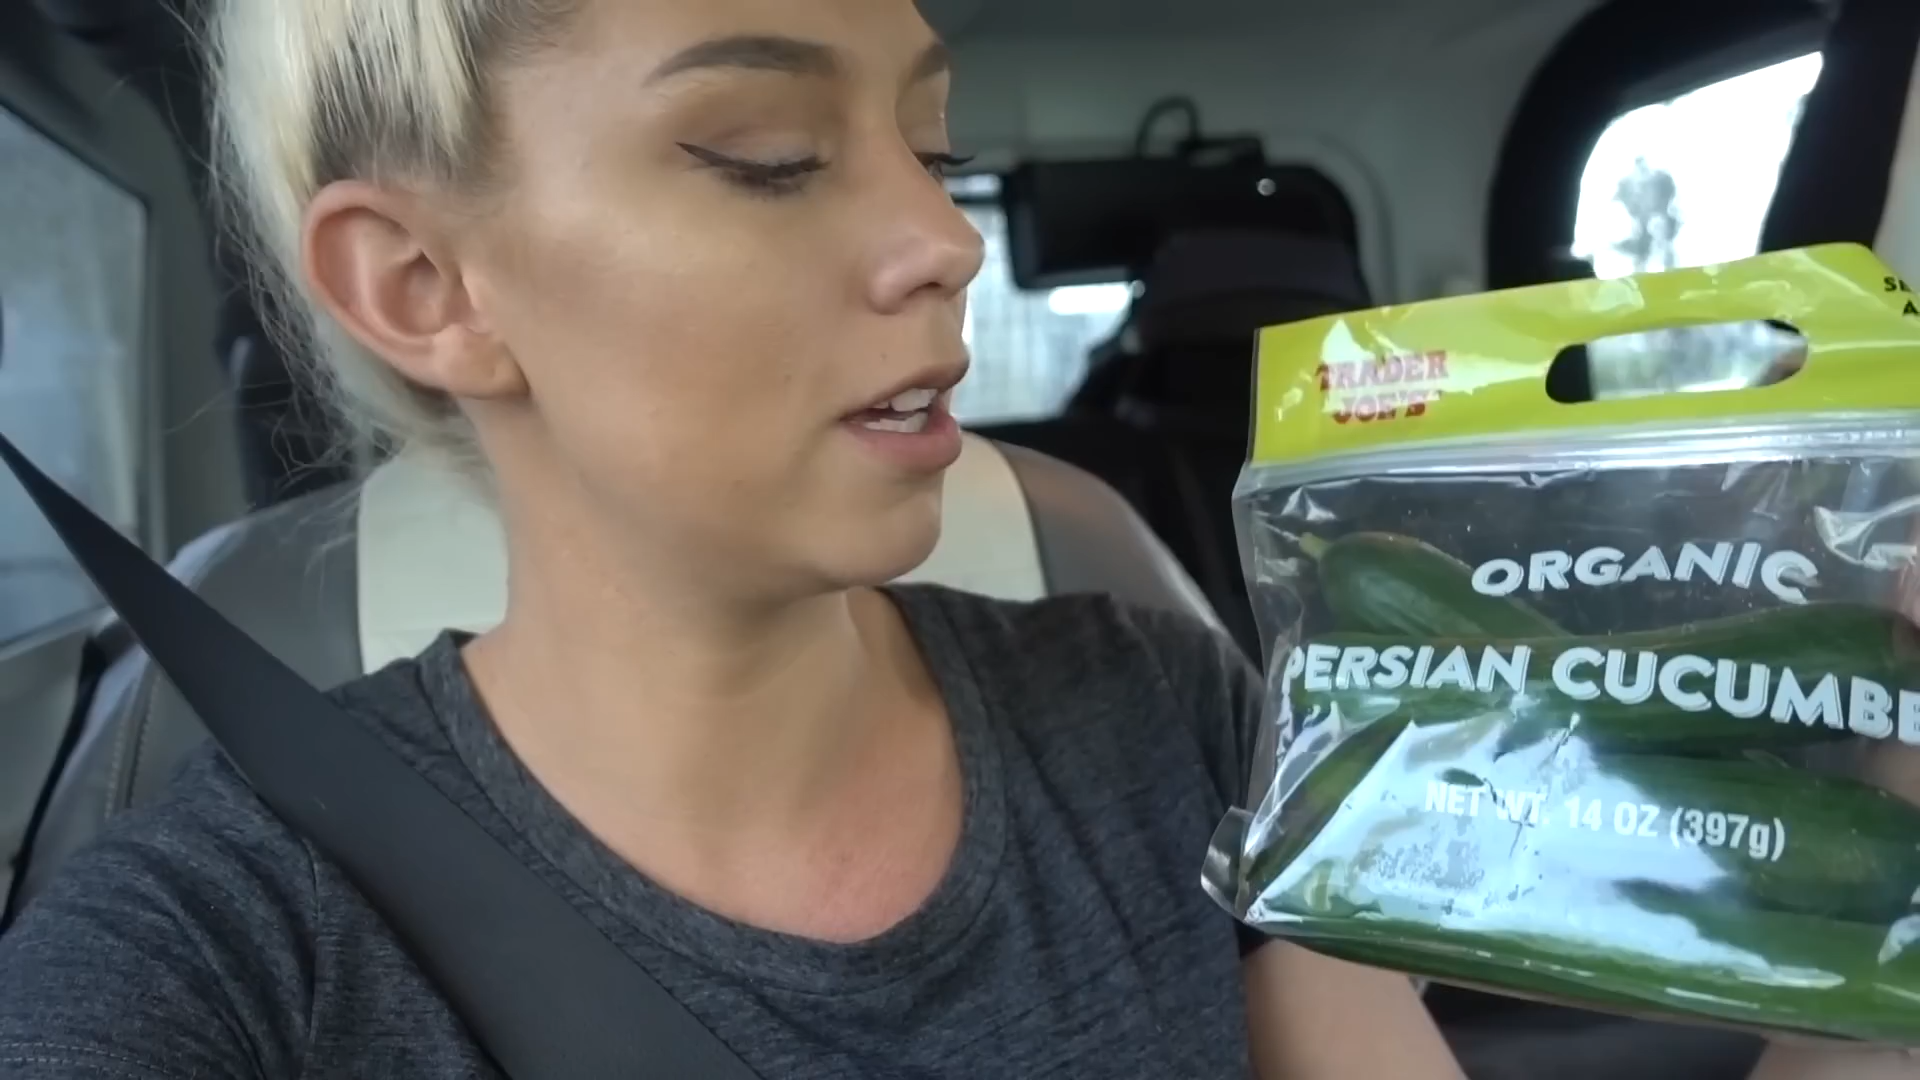 TRADER
JOE'S
ORGANIC
PERSIAN CUCUMBE
NET WT. 14 OZ (397g)